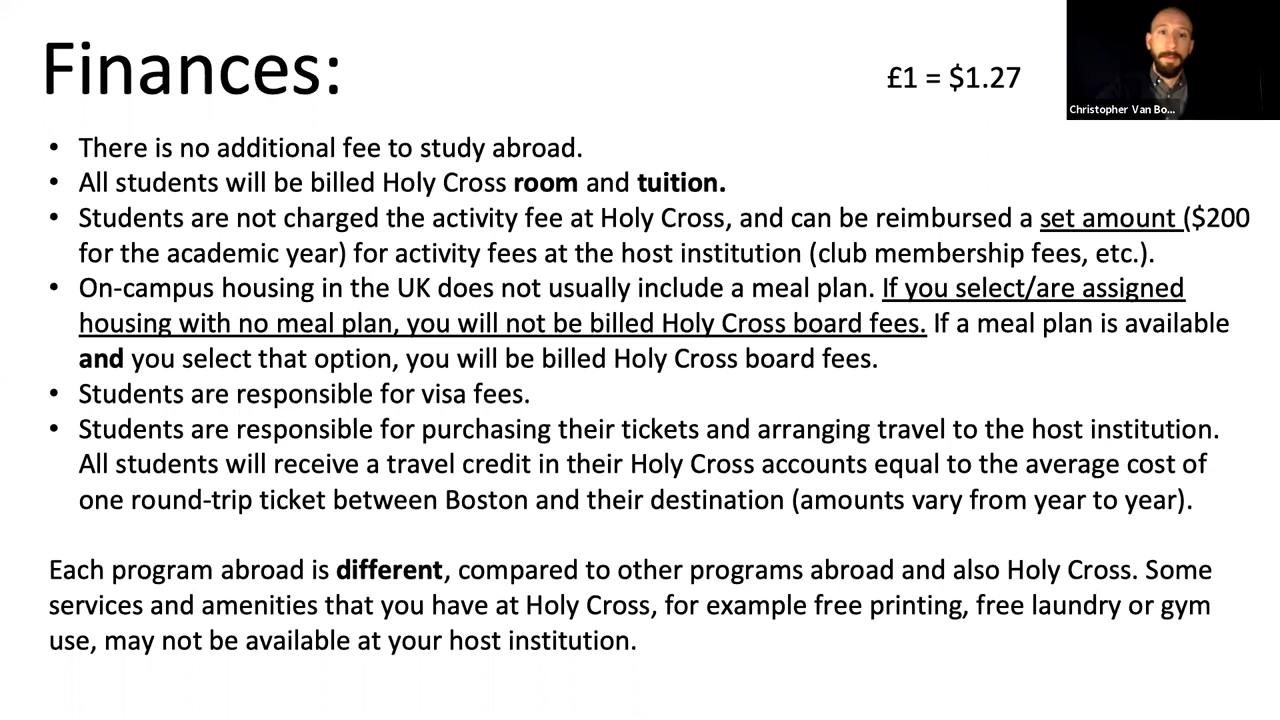 Finances:
£1 = $1.27
Christopher Van Bo...
• There is no additional fee to study abroad.
• All students will be billed Holy Cross room and tuition.
• Students are not charged the activity fee at Holy Cross, and can be reimbursed a set amount ($200
for the academic year) for activity fees at the host institution (club membership fees, etc.).
• On-campus housing in the UK does not usually include a meal plan. If you select/are assigned
housing with no meal plan, you will not be billed Holy Cross board fees. If a meal plan is available
and you select that option, you will be billed Holy Cross board fees.
• Students are responsible for visa fees.
• Students are responsible for purchasing their tickets and arranging travel to the host institution.
All students will receive a travel credit in their Holy Cross accounts equal to the average cost of
one round-trip ticket between Boston and their destination (amounts vary from year to year).
Each program abroad is different, compared to other programs abroad and also Holy Cross. Some
services and amenities that you have at Holy Cross, for example free printing, free laundry or gym
use, may not be available at your host institution.